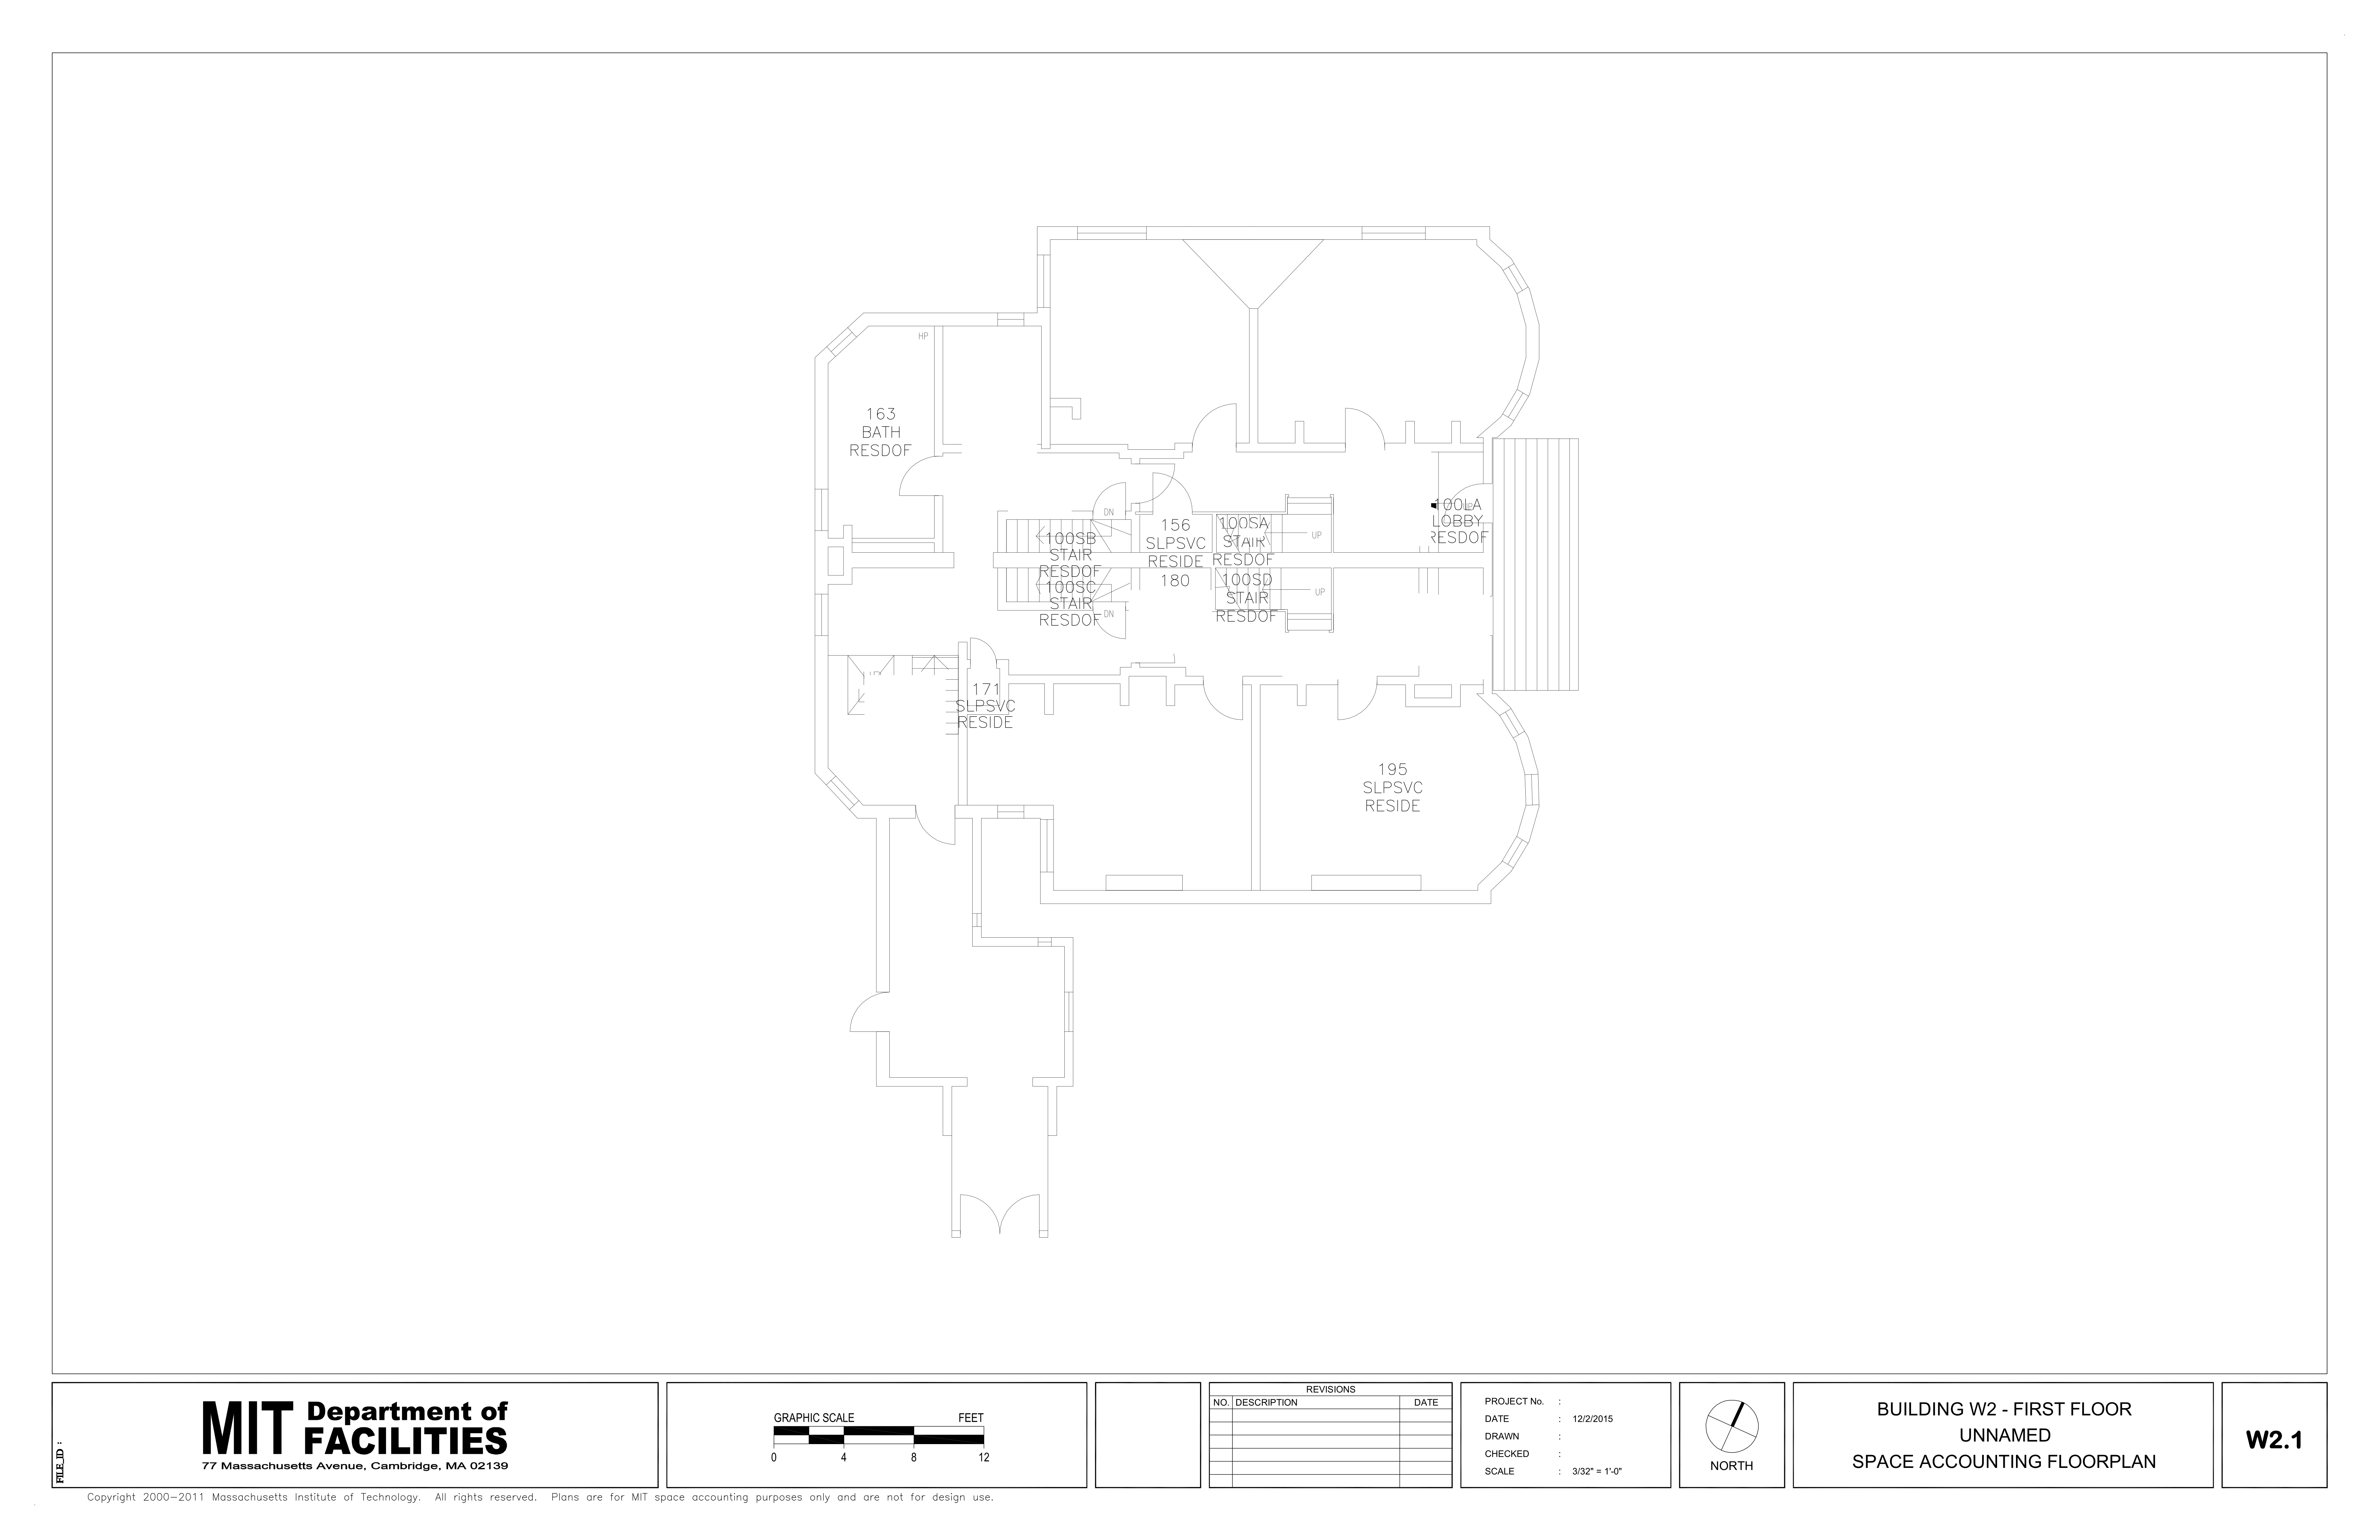 HP
163
BATH
RESDOF
DN
156
SLPSVC
RESIDE
100SA
STAIR
RESDOF
UP
100LA
LOBBY
RESDOF
UP
100SB
STAIR
RESDOF
100SC
STAIR
RESDOF
DN
180
100SD
STAIR
RESDOF
UP
171
SLPSVC
RESIDE
195
SLPSVC
RESIDE
FILE_ID :
MIT Department of
FACILITIES
77 Massachusetts Avenue, Cambridge, MA 02139
GRAPHIC SCALE FEET
0 4 8 12
REVISIONS
NO. DESCRIPTION DATE
PROJECT No. :
DATE : 12/2/2015
DRAWN :
CHECKED :
SCALE : 3/32" = 1'-0"
NORTH
BUILDING W2 - FIRST FLOOR
UNNAMED
SPACE ACCOUNTING FLOORPLAN
W2.1
Copyright 2000-2011 Massachusetts Institute of Technology. All rights reserved. Plans are for MIT space accounting purposes only and are not for design use.